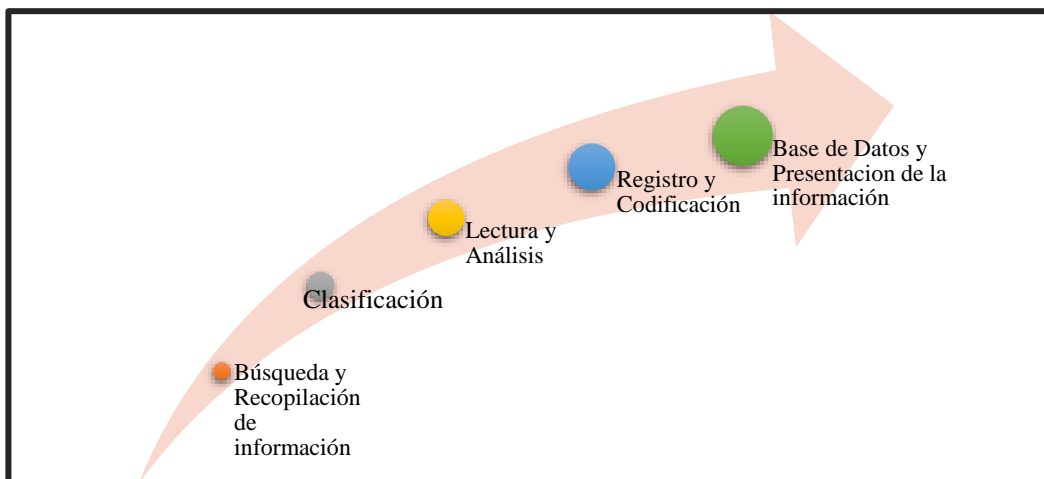 Base de Datos y
Presentacion de la
información
Registro y
Codificación
Lectura y
Análisis
Clasificación
Búsqueda y
Recopilación
de
información